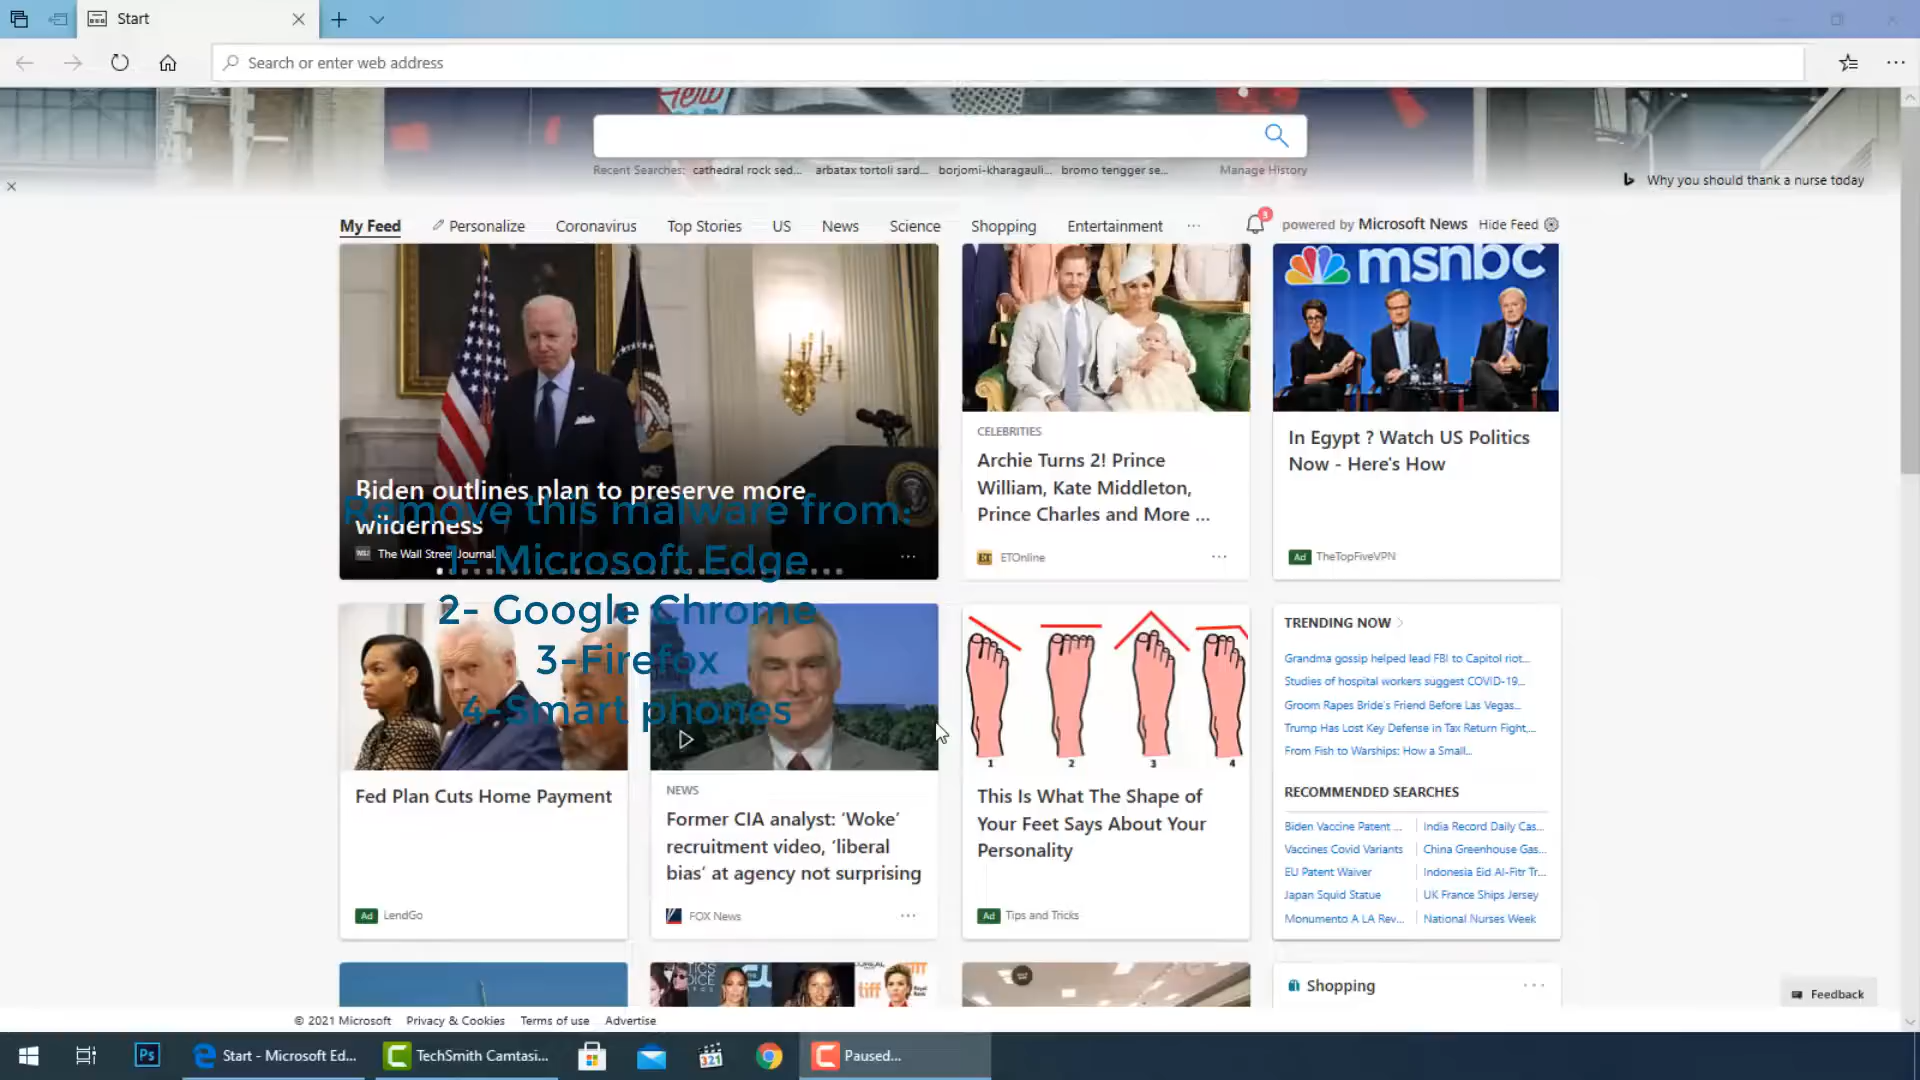 Start
Search or enter web address
New
Recent Searches: cathedral rock sed... arbatax tortoli sard... borjomi-kharagauli... bromo tengger se... Manage History
Why you should thank a nurse today
My Feed Personalize Coronavirus Top Stories US News Science Shopping Entertainment ... 3 powered by Microsoft News Hide Feed
msnbc
Biden outlines plan to preserve more
wilderness
The Wall Street Journal
CELEBRITIES
Archie Turns 2! Prince
William, Kate Middleton,
Prince Charles and More ...
ET ETOnline
In Egypt ? Watch US Politics
Now - Here's How
Ad TheTopFiveVPN
Remove this malware from:
1- Microsoft Edge
2- Google Chrome
3-Firefox
4-Smart phones
Fed Plan Cuts Home Payment
Ad LendGo
NEWS
Former CIA analyst: ‘Woke’
recruitment video, ‘liberal
bias’ at agency not surprising
FOX News
1 2 3 4
This Is What The Shape of
Your Feet Says About Your
Personality
Ad Tips and Tricks
TRENDING NOW
Grandma gossip helped lead FBI to Capitol riot...
Studies of hospital workers suggest COVID-19...
Groom Rapes Bride's Friend Before Las Vegas...
Trump Has Lost Key Defense in Tax Return Fight,...
From Fish to Warships: How a Small...
RECOMMENDED SEARCHES
Biden Vaccine Patent ... India Record Daily Cas...
Vaccines Covid Variants China Greenhouse Gas...
EU Patent Waiver Indonesia Eid Al-Fitr Tr...
Japan Squid Statue UK France Ships Jersey
Monumento A LA Rev... National Nurses Week
tiff
Shopping
Feedback
© 2021 Microsoft Privacy & Cookies Terms of use Advertise
Ps Start - Microsoft Ed... TechSmith Camtasi... 321 Paused...